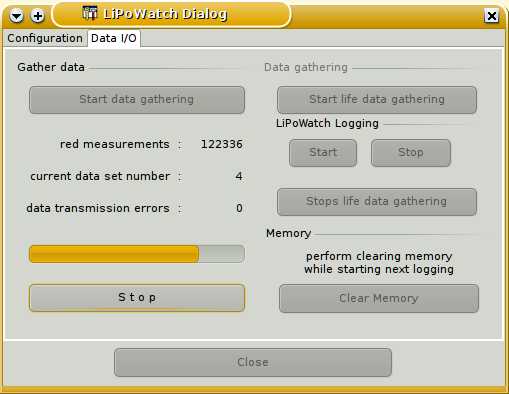 LiPoWatch Dialog
Configuration Data I/O
Gather data
Start data gathering
red measurements : 122336
current data set number : 4
data transmission errors : 0
Stop
Data gathering
Start life data gathering
LiPoWatch Logging
Start Stop
Stops life data gathering
Memory
perform clearing memory
while starting next logging
Clear Memory
Close